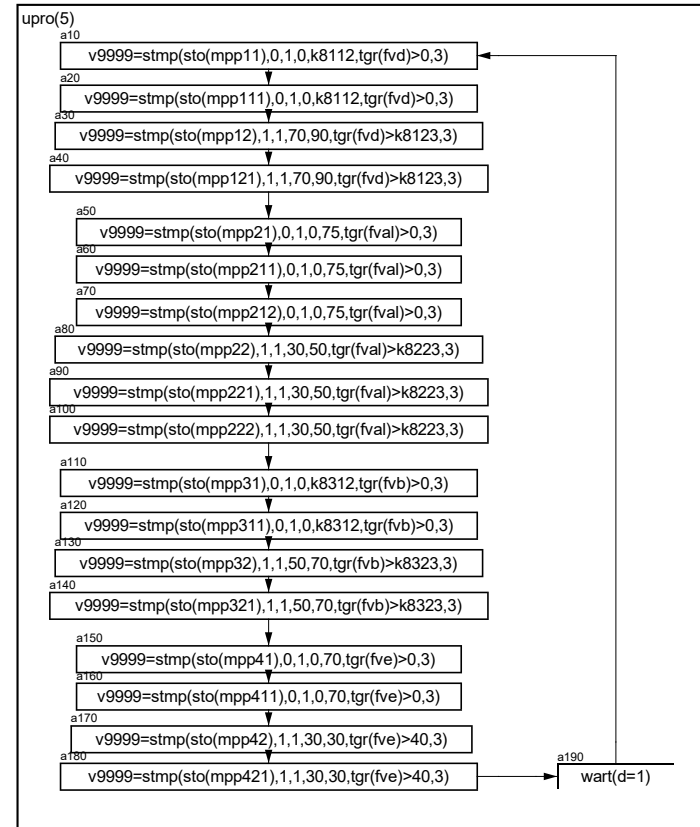 upro(5)
a10
v9999=stmp(sto(mpp11),0,1,0,k8112,tgr(fvd)>0,3)
a20
v9999=stmp(sto(mpp111),0,1,0,k8112,tgr(fvd)>0,3)
a30
v9999=stmp(sto(mpp12),1,1,70,90,tgr(fvd)>k8123,3)
a40
v9999=stmp(sto(mpp121),1,1,70,90,tgr(fvd)>k8123,3)
a50
v9999=stmp(sto(mpp21),0,1,0,75,tgr(fval)>0,3)
a60
v9999=stmp(sto(mpp211),0,1,0,75,tgr(fval)>0,3)
a70
v9999=stmp(sto(mpp212),0,1,0,75,tgr(fval)>0,3)
a80
v9999=stmp(sto(mpp22),1,1,30,50,tgr(fval)>k8223,3)
a90
v9999=stmp(sto(mpp221),1,1,30,50,tgr(fval)>k8223,3)
a100
v9999=stmp(sto(mpp222),1,1,30,50,tgr(fval)>k8223,3)
a110
v9999=stmp(sto(mpp31),0,1,0,k8312,tgr(fvb)>0,3)
a120
v9999=stmp(sto(mpp311),0,1,0,k8312,tgr(fvb)>0,3)
a130
v9999=stmp(sto(mpp32),1,1,50,70,tgr(fvb)>k8323,3)
a140
v9999=stmp(sto(mpp321),1,1,50,70,tgr(fvb)>k8323,3)
a150
v9999=stmp(sto(mpp41),0,1,0,70,tgr(fve)>0,3)
a160
v9999=stmp(sto(mpp411),0,1,0,70,tgr(fve)>0,3)
a170
v9999=stmp(sto(mpp42),1,1,30,30,tgr(fve)>40,3)
a180
v9999=stmp(sto(mpp421),1,1,30,30,tgr(fve)>40,3)
a190
wart(d=1)